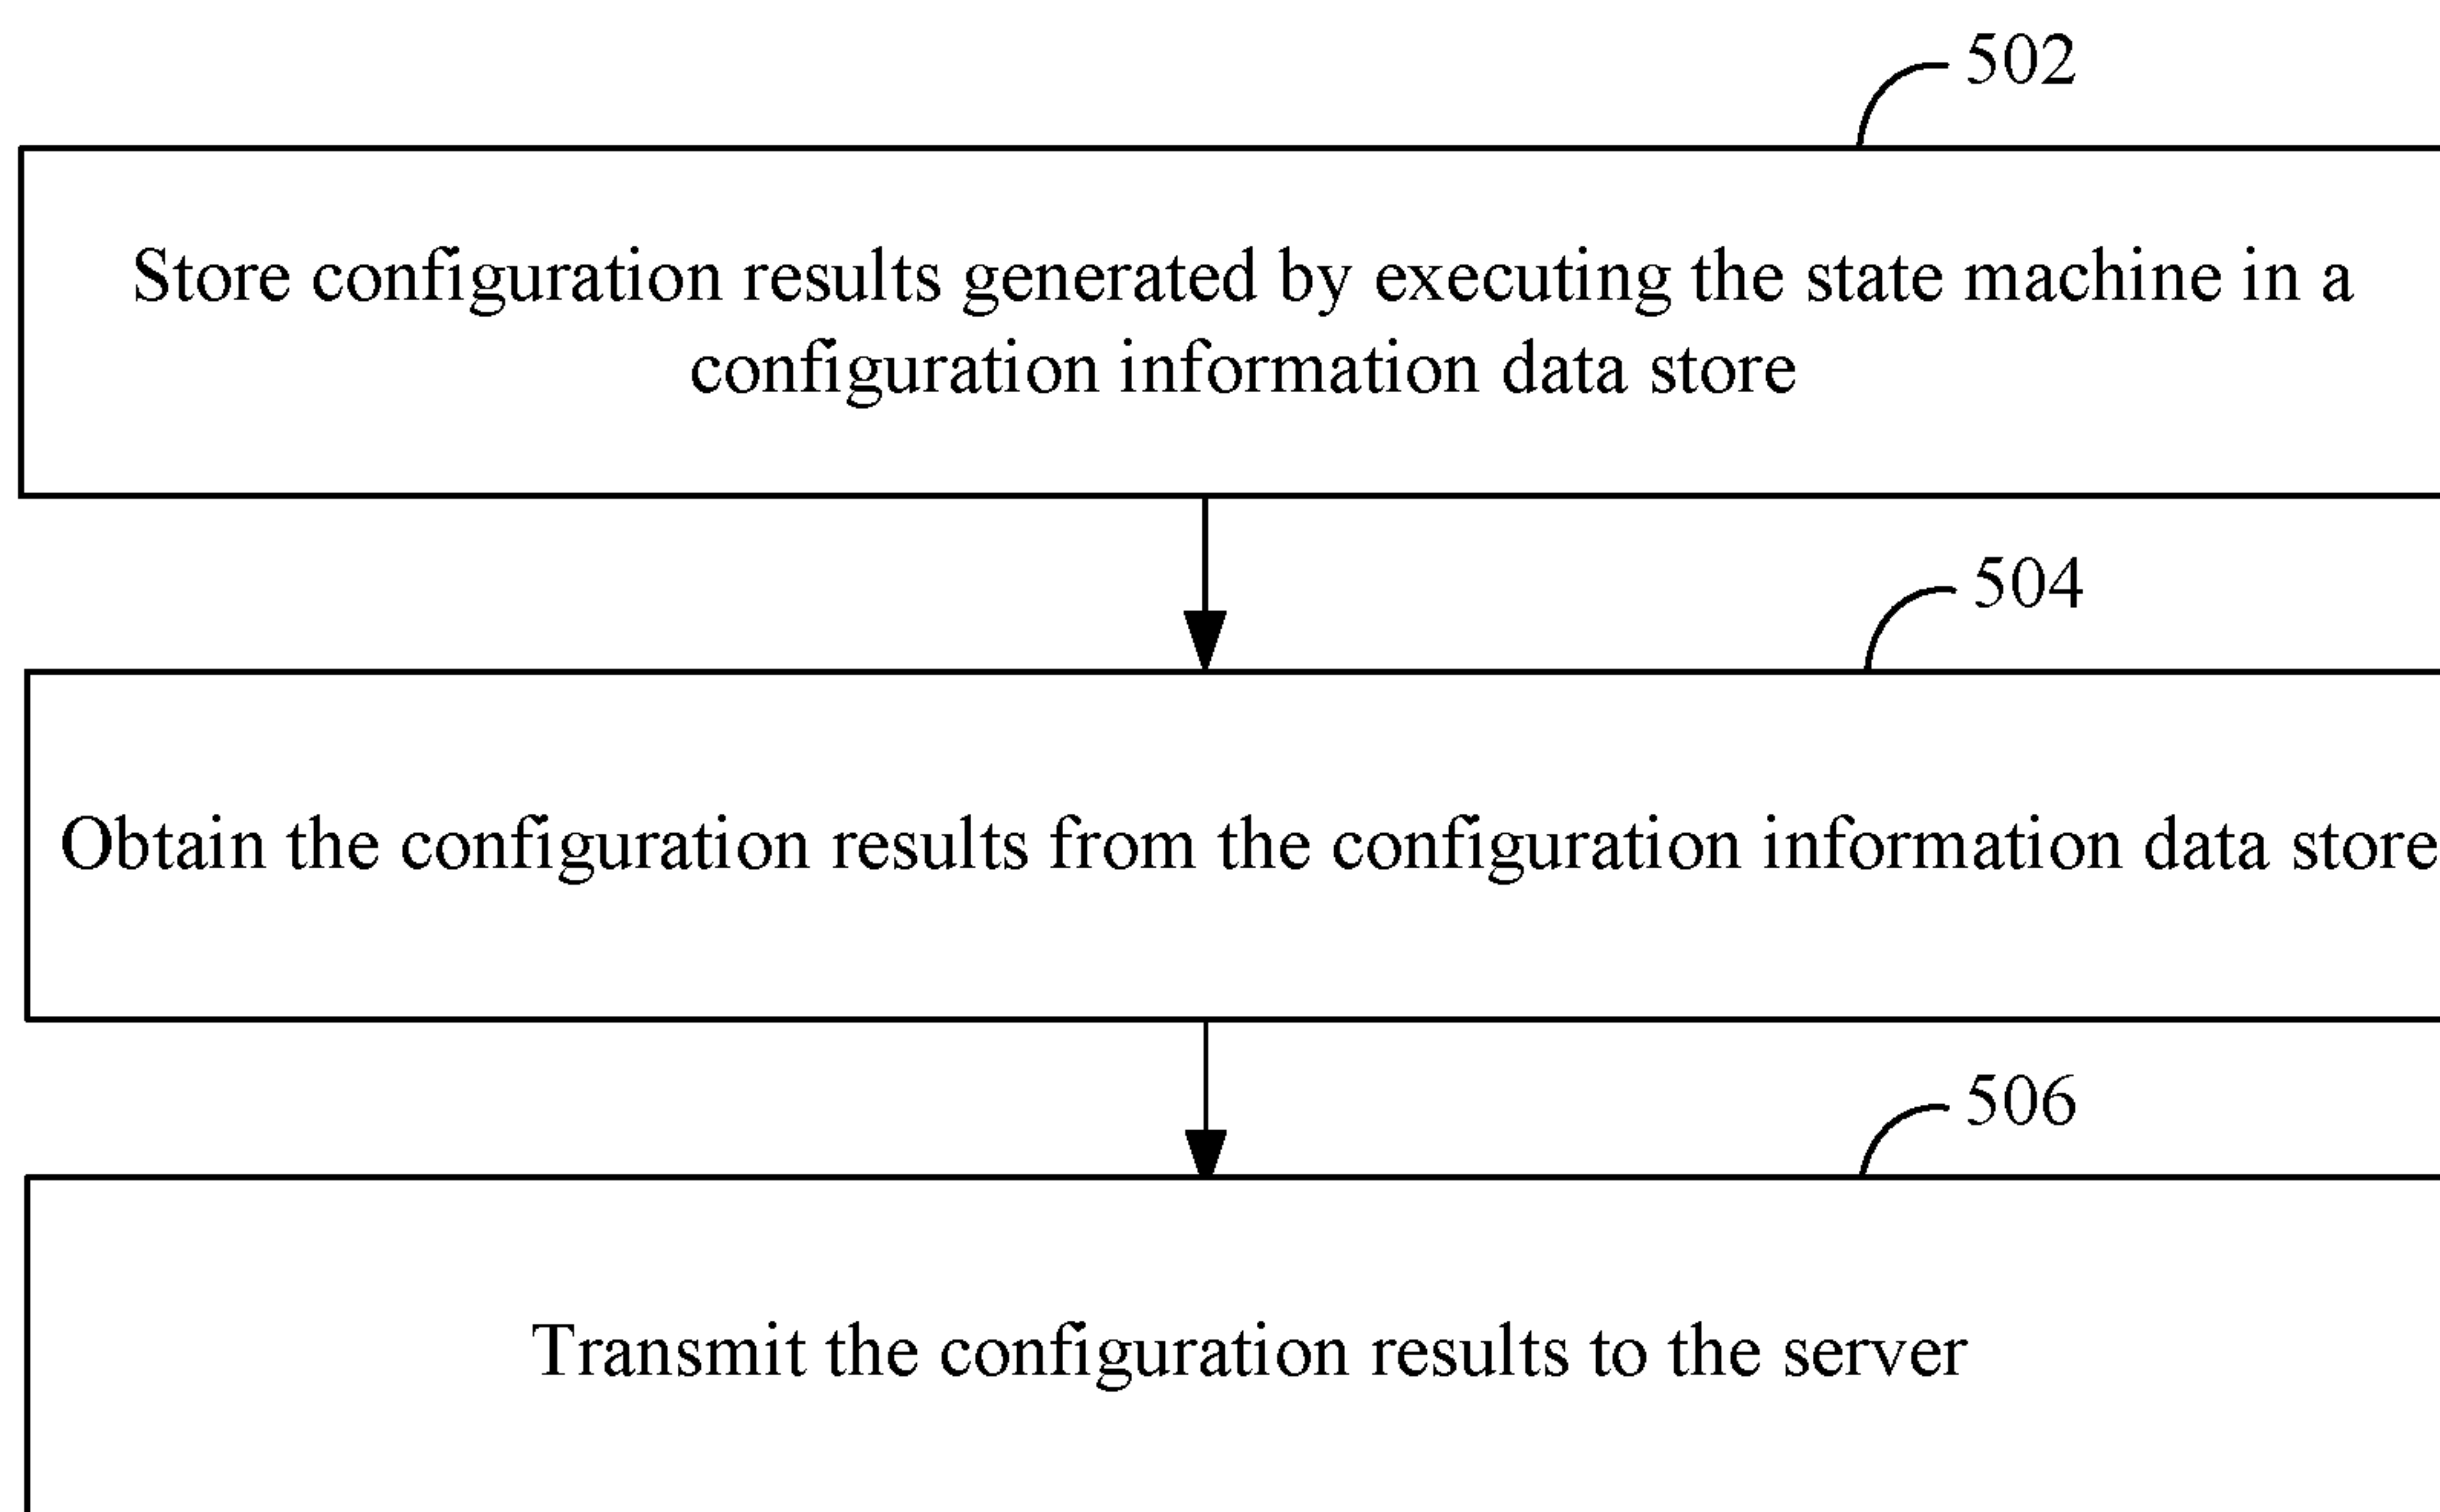 502
Store configuration results generated by executing the state machine in a
configuration information data store
504
Obtain the configuration results from the configuration information data store
506
Transmit the configuration results to the server